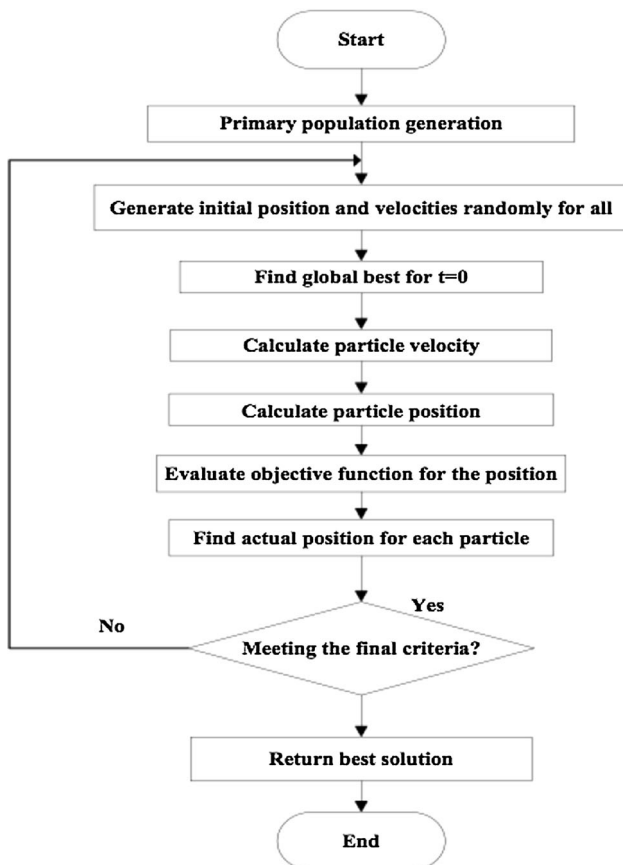 Start
Primary population generation
Generate initial position and velocities randomly for all
Find global best for t=0
Calculate particle velocity
Calculate particle position
Evaluate objective function for the position
Find actual position for each particle
Yes
No
Meeting the final criteria?
Return best solution
End